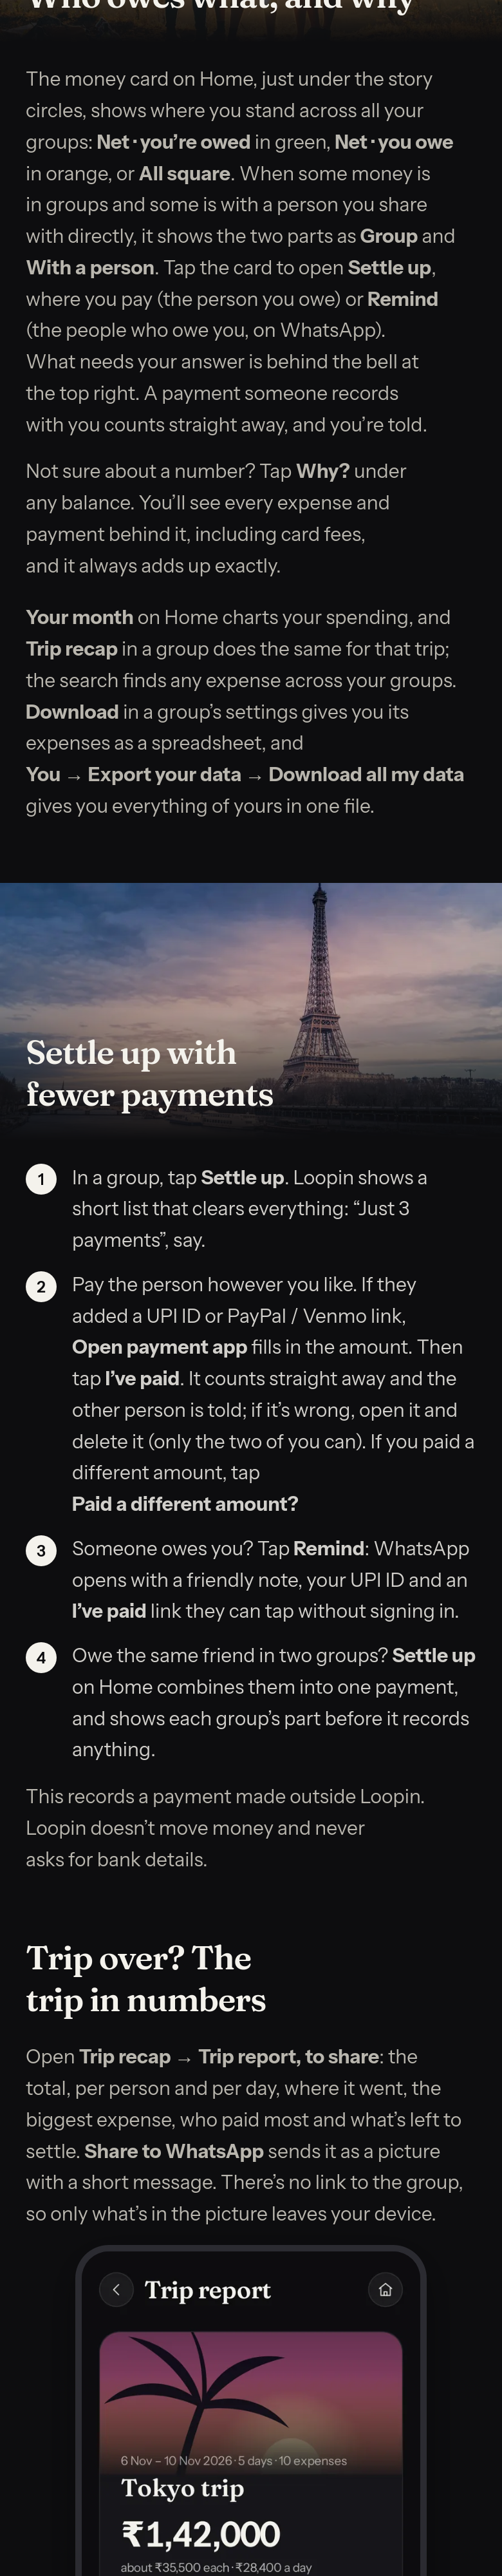 Who owes what, and why
The money card on Home, just under the story
circles, shows where you stand across all your
groups: Net · you’re owed in green, Net · you owe
in orange, or All square. When some money is
in groups and some is with a person you share
with directly, it shows the two parts as Group and
With a person. Tap the card to open Settle up,
where you pay (the person you owe) or Remind
(the people who owe you, on WhatsApp).
What needs your answer is behind the bell at
the top right. A payment someone records
with you counts straight away, and you’re told.
Not sure about a number? Tap Why? under
any balance. You’ll see every expense and
payment behind it, including card fees,
and it always adds up exactly.
Your month on Home charts your spending, and
Trip recap in a group does the same for that trip;
the search finds any expense across your groups.
Download in a group’s settings gives you its
expenses as a spreadsheet, and
You → Export your data → Download all my data
gives you everything of yours in one file.
Settle up with
fewer payments
1 In a group, tap Settle up. Loopin shows a
short list that clears everything: “Just 3
payments”, say.
2 Pay the person however you like. If they
added a UPI ID or PayPal / Venmo link,
Open payment app fills in the amount. Then
tap I’ve paid. It counts straight away and the
other person is told; if it’s wrong, open it and
delete it (only the two of you can). If you paid a
different amount, tap
Paid a different amount?
3 Someone owes you? Tap Remind: WhatsApp
opens with a friendly note, your UPI ID and an
I’ve paid link they can tap without signing in.
4 Owe the same friend in two groups? Settle up
on Home combines them into one payment,
and shows each group’s part before it records
anything.
This records a payment made outside Loopin.
Loopin doesn’t move money and never
asks for bank details.
Trip over? The
trip in numbers
Open Trip recap → Trip report, to share: the
total, per person and per day, where it went, the
biggest expense, who paid most and what’s left to
settle. Share to WhatsApp sends it as a picture
with a short message. There’s no link to the group,
so only what’s in the picture leaves your device.
Trip report
6 Nov – 10 Nov 2026 · 5 days · 10 expenses
Tokyo trip
₹1,42,000
about ₹35,500 each · ₹28,400 a day